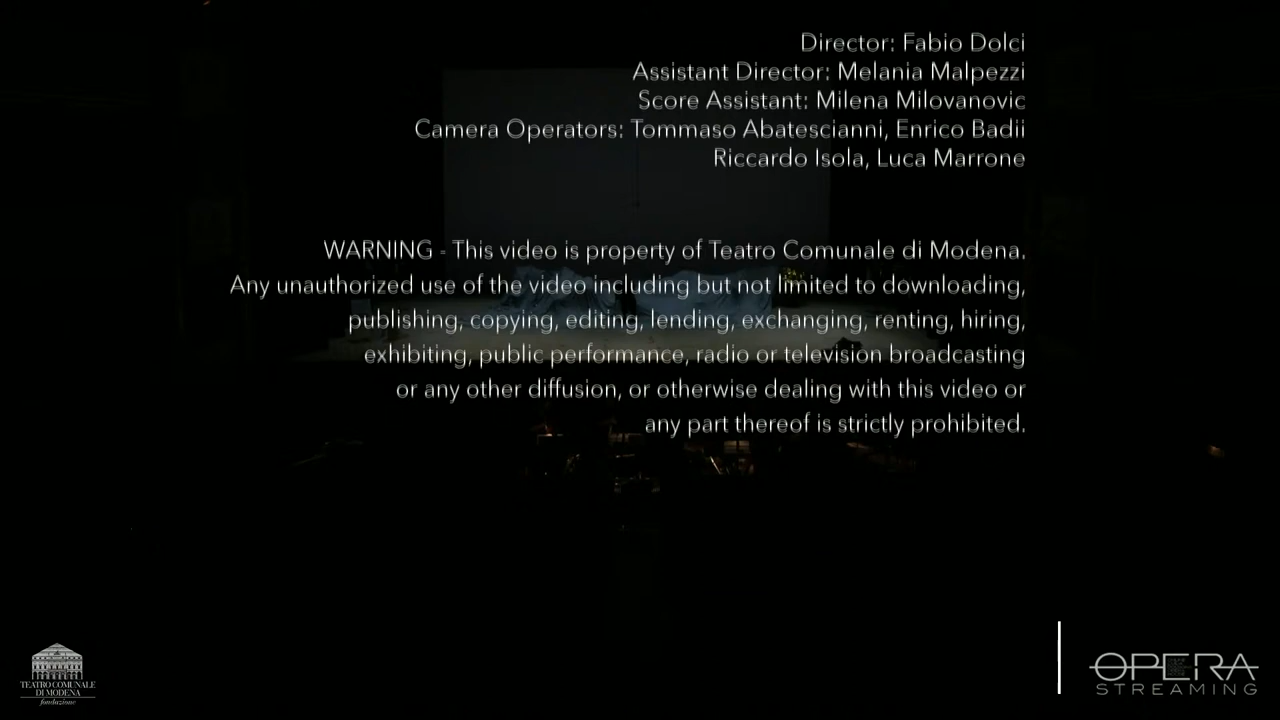 Director: Fabio Dolci
Assistant Director: Melania Malpezzi
Score Assistant: Milena Milovanovic
Camera Operators: Tommaso Abatescianni, Enrico Badii
Riccardo Isola, Luca Marrone
WARNING - This video is property of Teatro Comunale di Modena.
Any unauthorized use of the video including but not limited to downloading,
publishing, copying, editing, lending, exchanging, renting, hiring,
exhibiting, public performance, radio or television broadcasting
or any other diffusion, or otherwise dealing with this video or
any part thereof is strictly prohibited.
TEATRO COMUNALE
DI MODENA
fondazione
OPERA
STREAMING